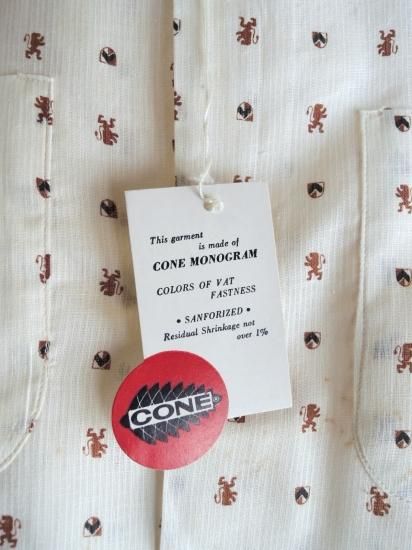 This garment
is made of
CONE MONOGRAM
COLORS OF VAT
FASTNESS
• SANFORIZED •
Residual Shrinkage not
over 1%
CONE®